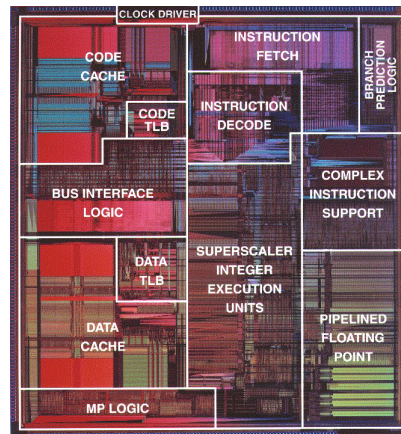 CLOCK DRIVER
CODE
CACHE
INSTRUCTION
FETCH
BRANCH
PREDICTION
LOGIC
CODE
TLB
INSTRUCTION
DECODE
BUS INTERFACE
LOGIC
COMPLEX
INSTRUCTION
SUPPORT
DATA
TLB
SUPERSCALER
INTEGER
EXECUTION
UNITS
DATA
CACHE
PIPELINED
FLOATING
POINT
MP LOGIC